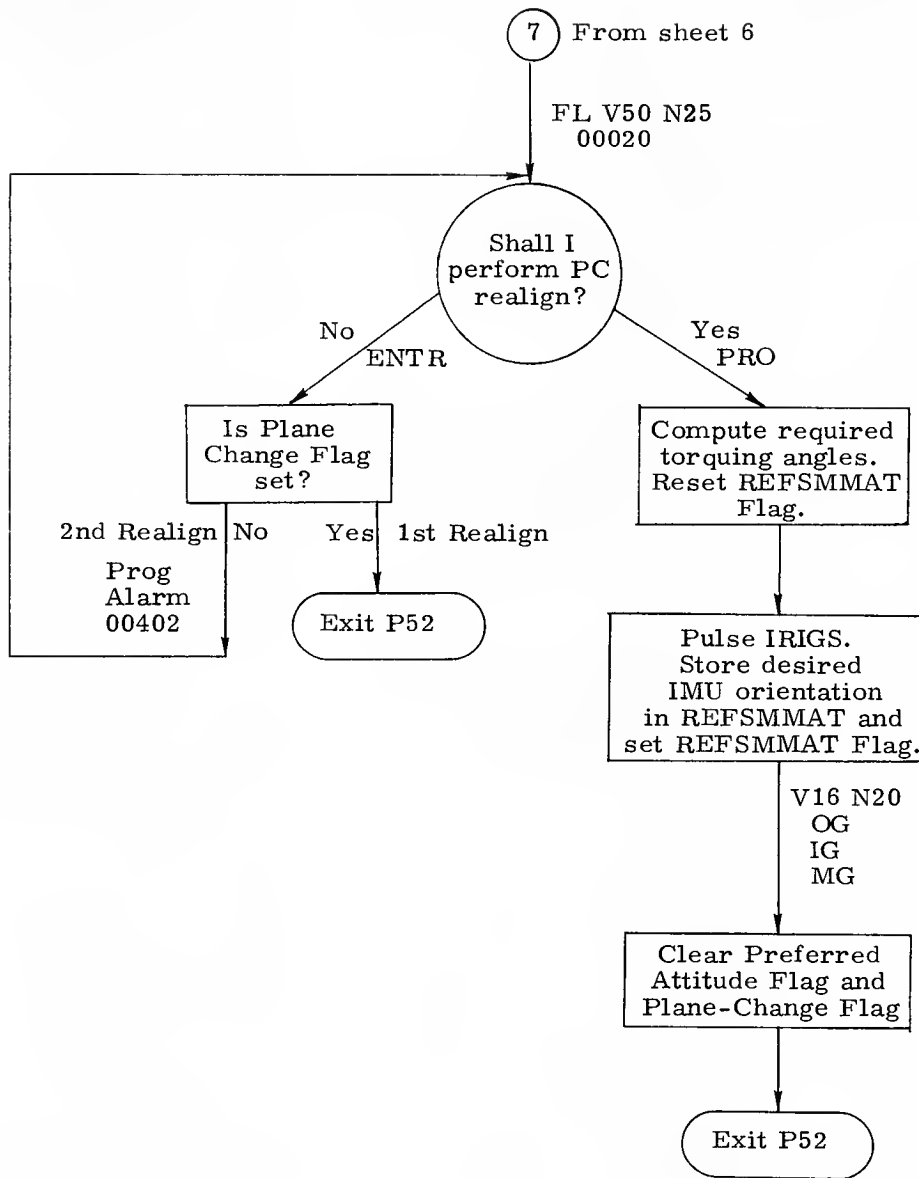 7 From sheet 6
FL V50 N25
00020
Shall I
perform PC
realign?
No
ENTR
Yes
PRO
Is Plane
Change Flag
set?
2nd Realign No
Yes 1st Realign
Prog
Alarm
00402
Exit P52
Compute required
torquing angles.
Reset REFSMMAT
Flag.
Pulse IRIGS.
Store desired
IMU orientation
in REFSMMAT and
set REFSMMAT Flag.
V16 N20
OG
IG
MG
Clear Preferred
Attitude Flag and
Plane-Change Flag
Exit P52